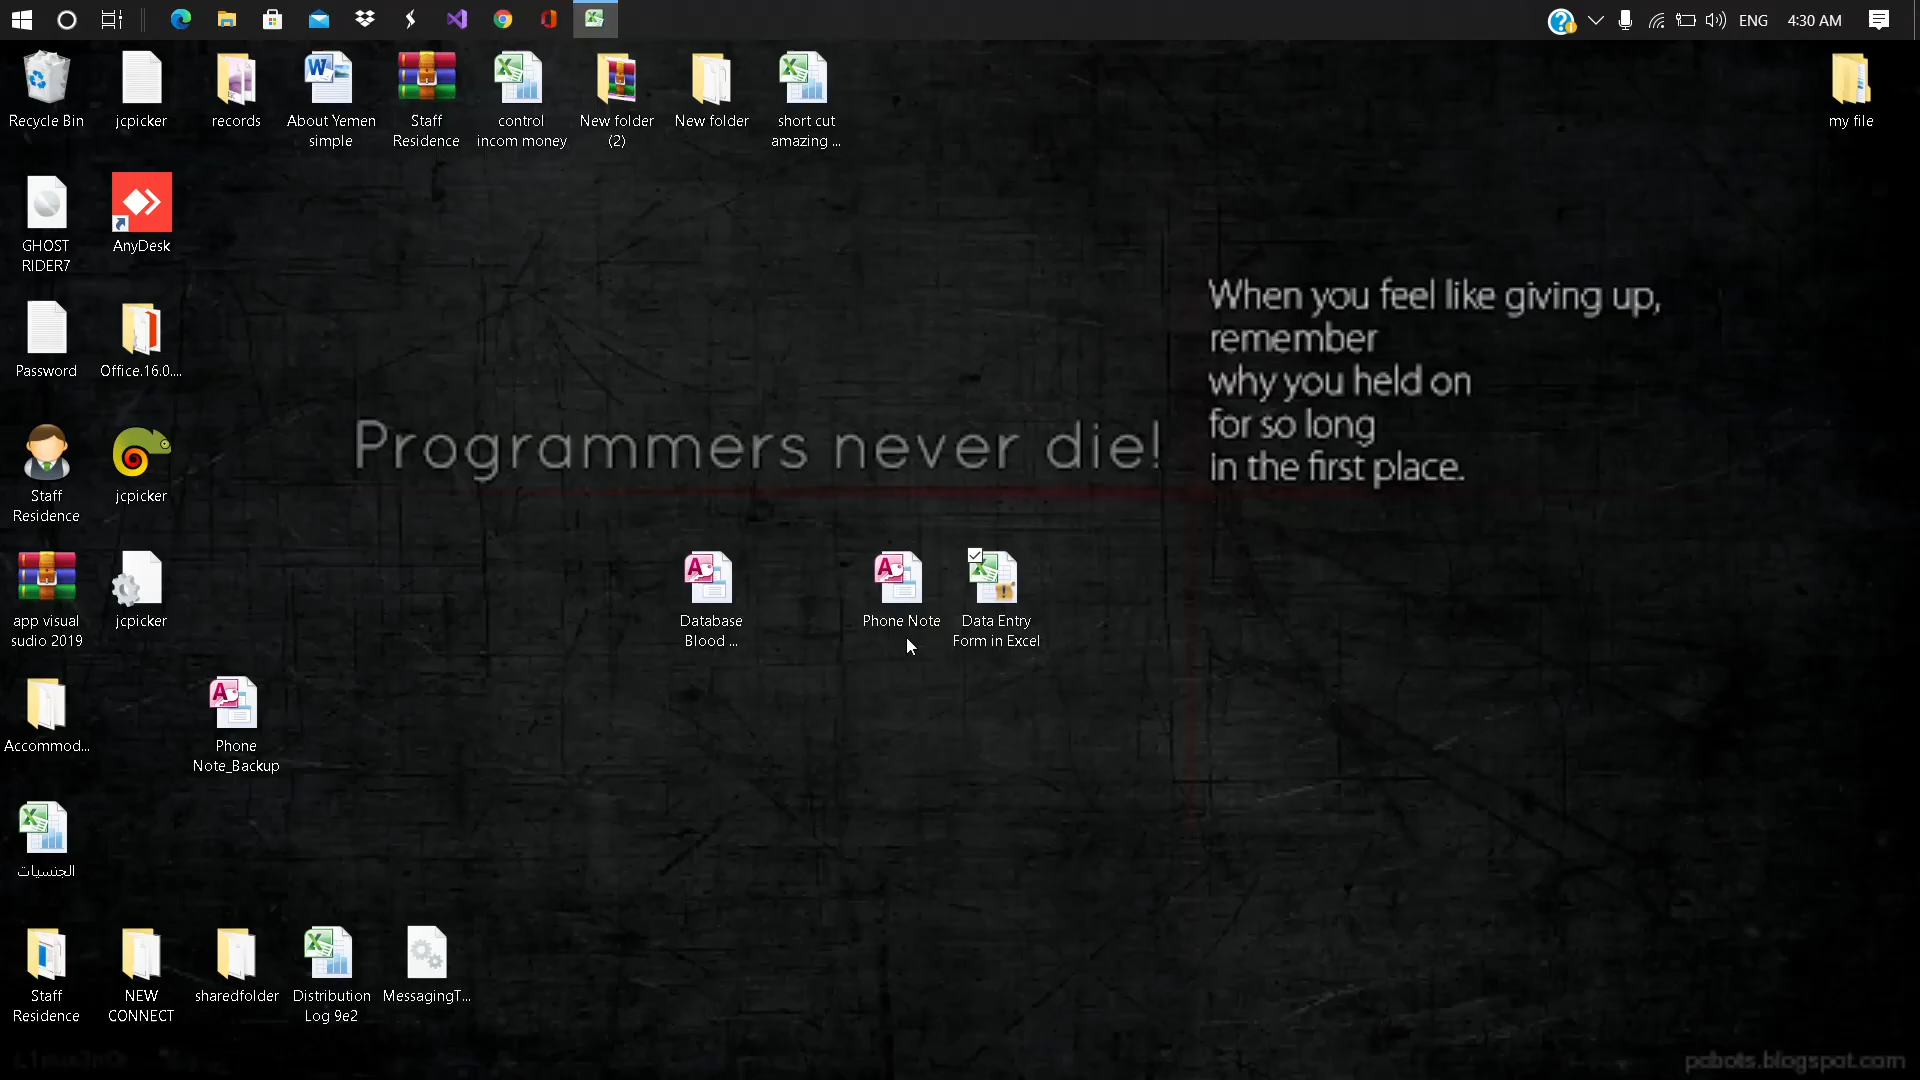 ENG
4:30 AM
Recycle Bin
jcpicker
records
About Yemen
simple
Staff
Residence
control
incom money
New folder
(2)
New folder
short cut
amazing ...
my file
GHOST
RIDER7
AnyDesk
When you feel like giving up,
remember
why you held on
for so long
in the first place.
Password
Office.16.0....
Programmers never die!
Staff
Residence
jcpicker
app visual
sudio 2019
jcpicker
Database
Blood ...
Phone Note
Data Entry
Form in Excel
Accommod...
Phone
Note_Backup
الجنسيات
Staff
Residence
NEW
CONNECT
sharedfolder
Distribution
Log 9e2
MessagingT...
pcbots.blogspot.com